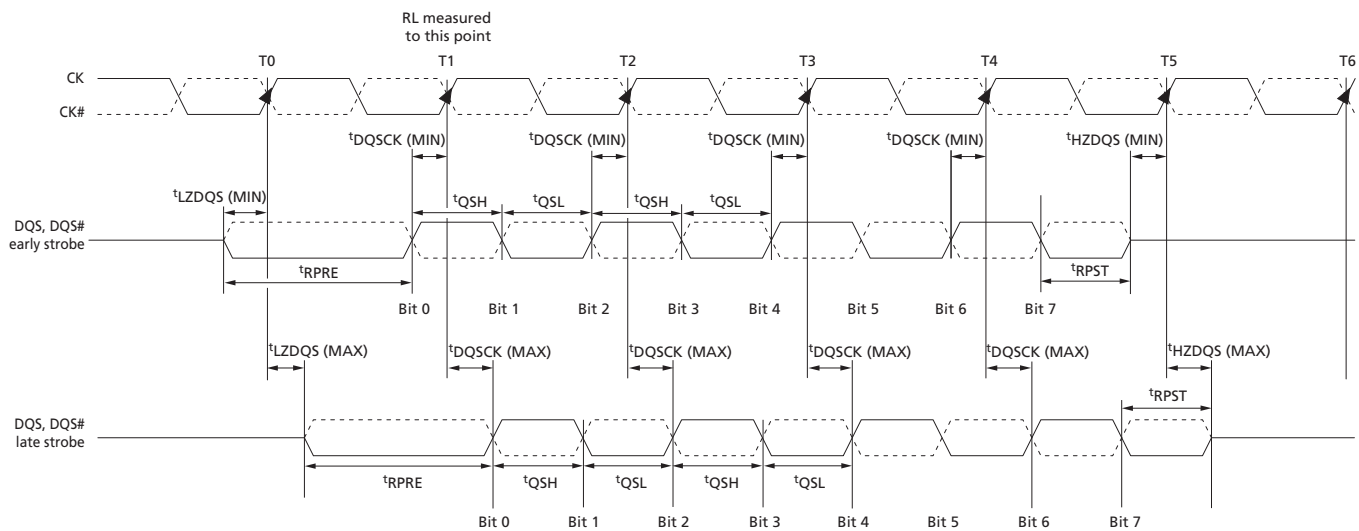 RL measured
to this point
T0 T1 T2 T3 T4 T5 T6
CK
CK#
tDQSCK (MIN) tDQSCK (MIN) tDQSCK (MIN) tDQSCK (MIN) tHZDQS (MIN)
tLZDQS (MIN)
tQSH tQSL tQSH tQSL
DQS, DQS#
early strobe
tRPRE tRPST
Bit 0 Bit 1 Bit 2 Bit 3 Bit 4 Bit 5 Bit 6 Bit 7
tLZDQS (MAX) tDQSCK (MAX) tDQSCK (MAX) tDQSCK (MAX) tDQSCK (MAX) tHZDQS (MAX)
tRPST
DQS, DQS#
late strobe
tRPRE tQSH tQSL tQSH tQSL
Bit 0 Bit 1 Bit 2 Bit 3 Bit 4 Bit 5 Bit 6 Bit 7